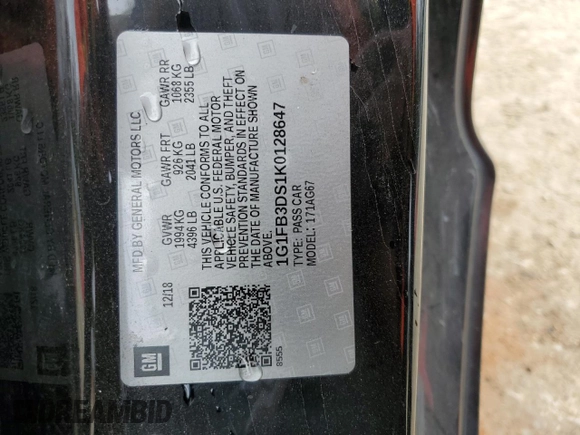 MFD BY GENERAL MOTORS LLC
12/18
GVWR
1994 KG
4396 LB
GAWR FRT
926 KG
2041 LB
GAWR RR
1068 KG
2355 LB
THIS VEHICLE CONFORMS TO ALL
APPLICABLE U.S. FEDERAL MOTOR
VEHICLE SAFETY, BUMPER, AND THEFT
PREVENTION STANDARDS IN EFFECT ON
THE DATE OF MANUFACTURE SHOWN
ABOVE.
1G1FB3DS1K0128647
TYPE: PASS CAR
MODEL: 171AG67
8555
GM
DREAMBID